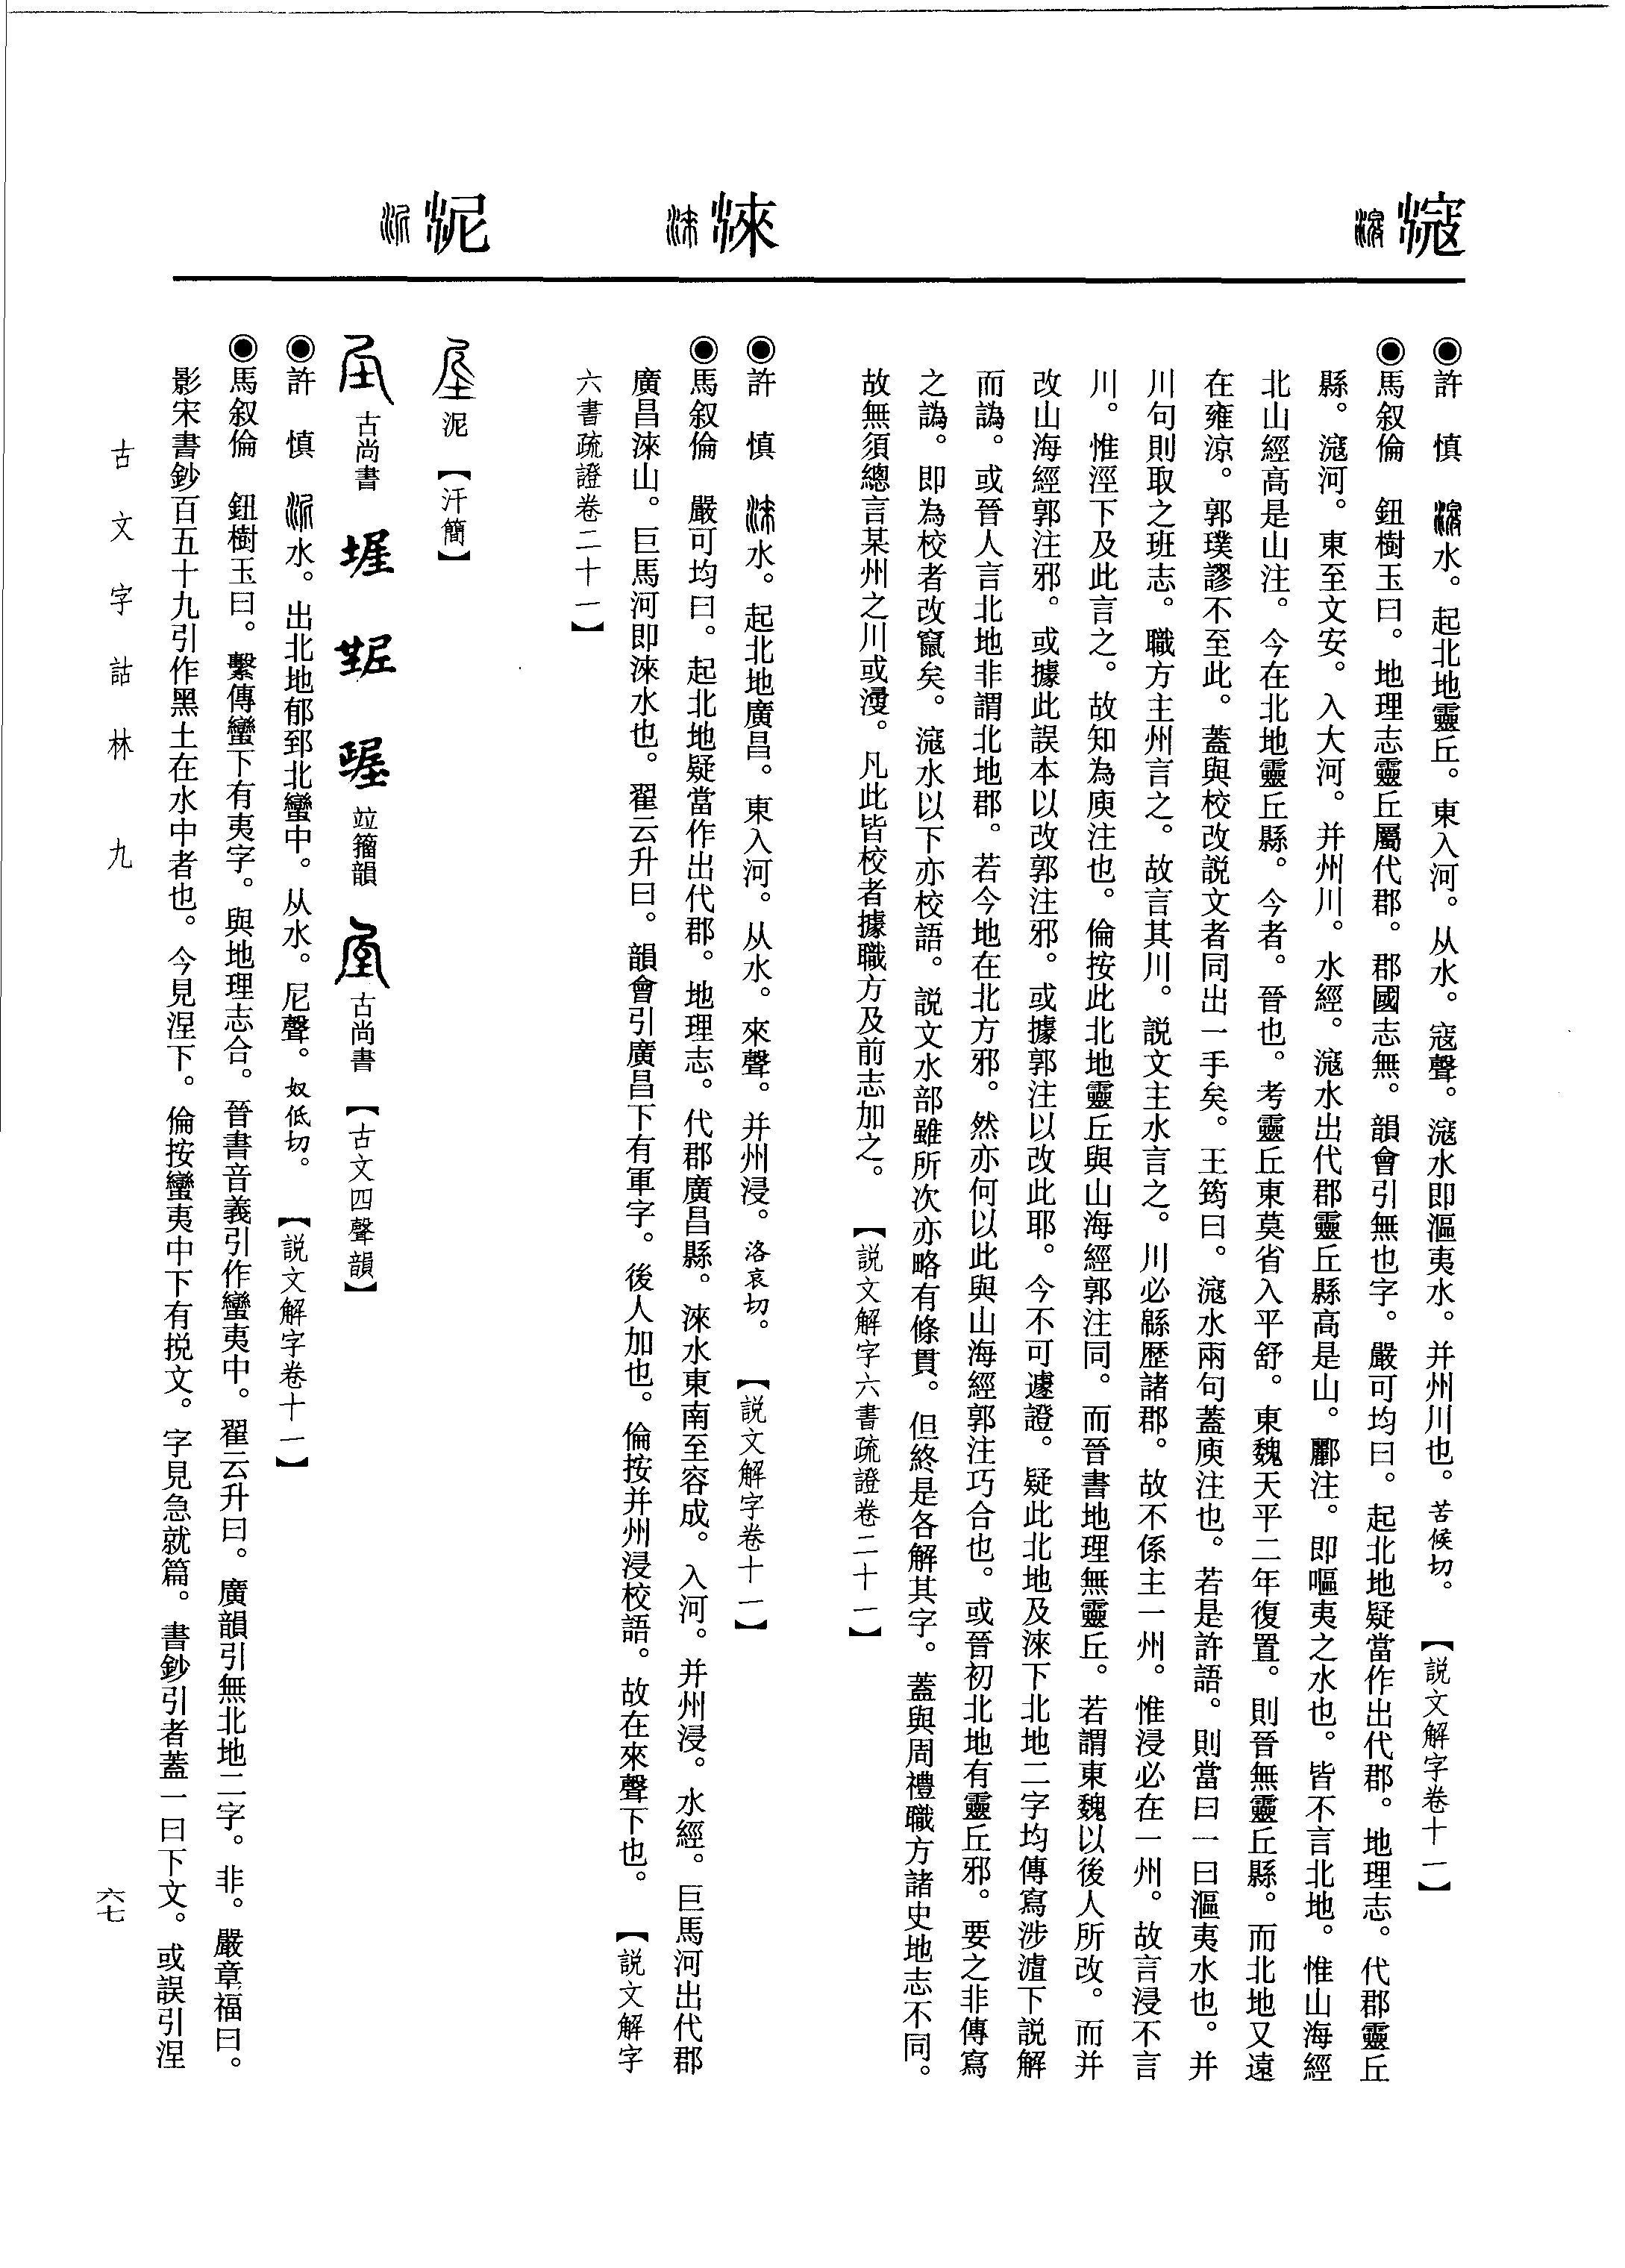 滱
淶
泥
◉許　慎　水。起北地靈丘。東入河。从水。寇聲。滱水即漚夷水。并州川也。苦候切。【説文解字卷十一】
◉馬叙倫　鈕樹玉曰。地理志靈丘屬代郡。郡國志無。韻會引無也字。嚴可均曰。起北地疑當作出代郡。地理志。代郡靈丘
縣。滱河。東至文安。入大河。并州川。水經。滱水出代郡靈丘縣高是山。酈注。即嘔夷之水也。皆不言北地。惟山海經
北山經高是山注。今在北地靈丘縣。今者。晉也。考靈丘東莫省入平舒。東魏天平二年復置。則晉無靈丘縣。而北地又遠
在雍涼。郭璞謬不至此。蓋與校改説文者同出一手矣。王筠曰。滱水兩句蓋庾注也。若是許語。則當曰一曰漚夷水也。并
川句則取之班志。職方主州言之。故言其川。説文主水言之。川必緜歷諸郡。故不係主一州。惟浸必在一州。故言浸不言
川。惟涇下及此言之。故知為庾注也。倫按此北地靈丘與山海經郭注同。而晉書地理無靈丘。若謂東魏以後人所改。而并
改山海經郭注邪。或據此誤本以改郭注邪。或據郭注以改此耶。今不可遽證。疑此北地及淶下北地二字均傳寫涉㴍下説解
而譌。或晉人言北地非謂北地郡。若今地在北方邪。然亦何以此與山海經郭注巧合也。或晉初北地有靈丘邪。要之非傳寫
之譌。即為校者改竄矣。滱水以下亦校語。説文水部雖所次亦略有條貫。但終是各解其字。蓋與周禮職方諸史地志不同。
故無須總言某州之川或寖。凡此皆校者據職方及前志加之。【説文解字六書疏證卷二十一】
◉許　慎　水。起北地廣昌。東入河。从水。來聲。并州浸。洛哀切。【説文解字卷十一】
◉馬叙倫　嚴可均曰。起北地疑當作出代郡。地理志。代郡廣昌縣。淶水東南至容成。入河。并州浸。水經。巨馬河出代郡
廣昌淶山。巨馬河即淶水也。翟云升曰。韻會引廣昌下有軍字。後人加也。倫按并州浸校語。故在來聲下也。【説文解字
六書疏證卷二十一】
泥【汗簡】
古尚書　竝籀韻　古尚書【古文四聲韻】
◉許　慎　水。出北地郁郅北蠻中。从水。尼聲。奴低切。【説文解字卷十一】
◉馬叙倫　鈕樹玉曰。繫傳蠻下有夷字。與地理志合。晉書音義引作蠻夷中。翟云升曰。廣韻引無北地二字。非。嚴章福曰。
影宋書鈔百五十九引作黑土在水中者也。今見涅下。倫按蠻夷中下有挩文。字見急就篇。書鈔引者蓋一曰下文。或誤引涅
古文字詁林　九
六七